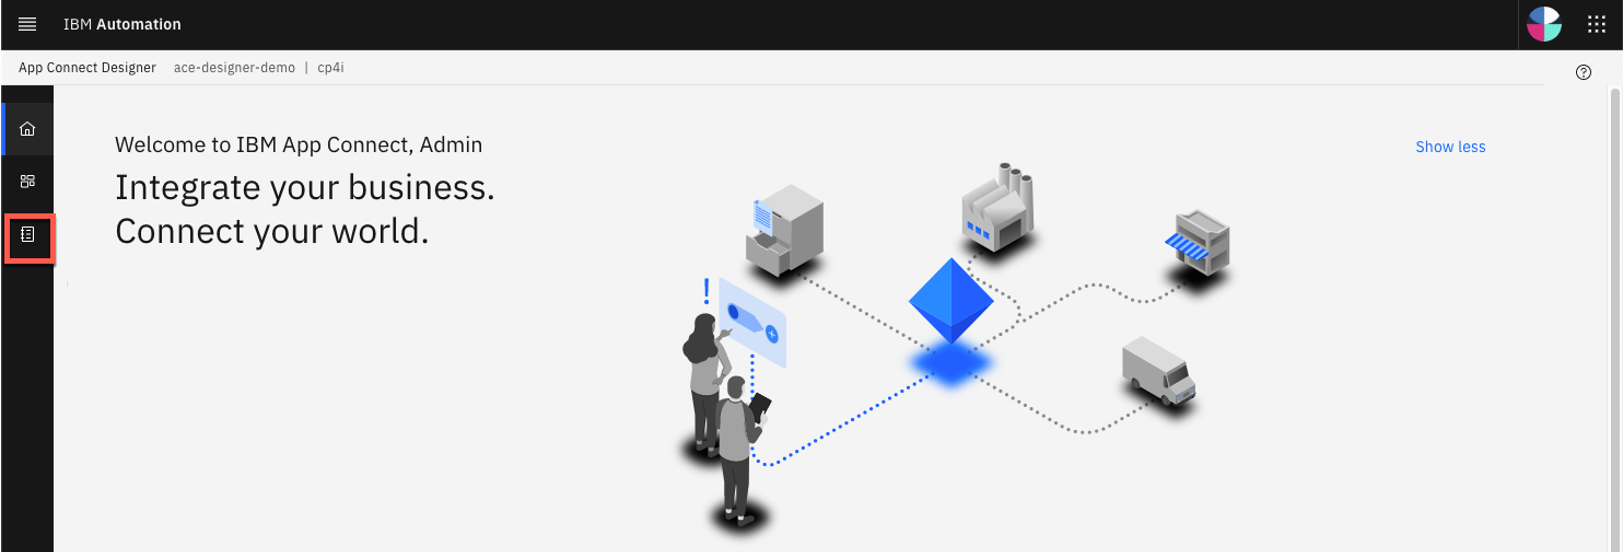 IBM Automation
App Connect Designer ace-designer-demo | cp4i
Welcome to IBM App Connect, Admin
Show less
Integrate your business.
Connect your world.